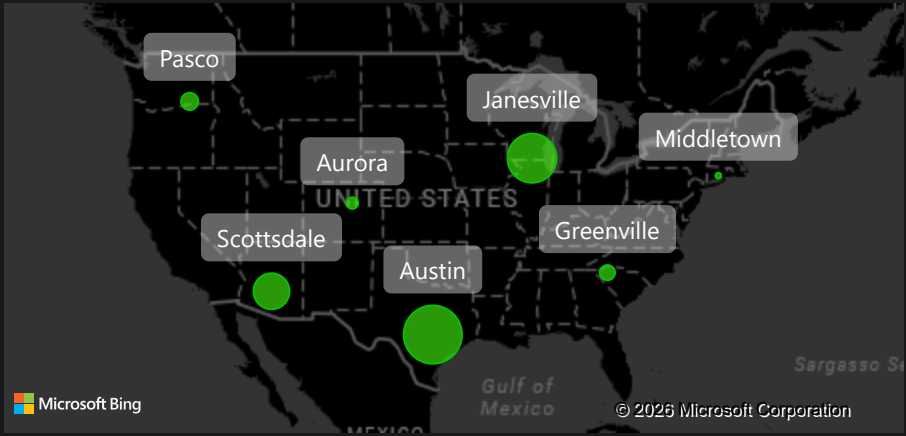 Pasco
Janesville
Middletown
Aurora
UNITED STATES
Scottsdale
Greenville
Austin
Sargasso Se
Gulf of
Mexico
Microsoft Bing
© 2026 Microsoft Corporation
MEXICO